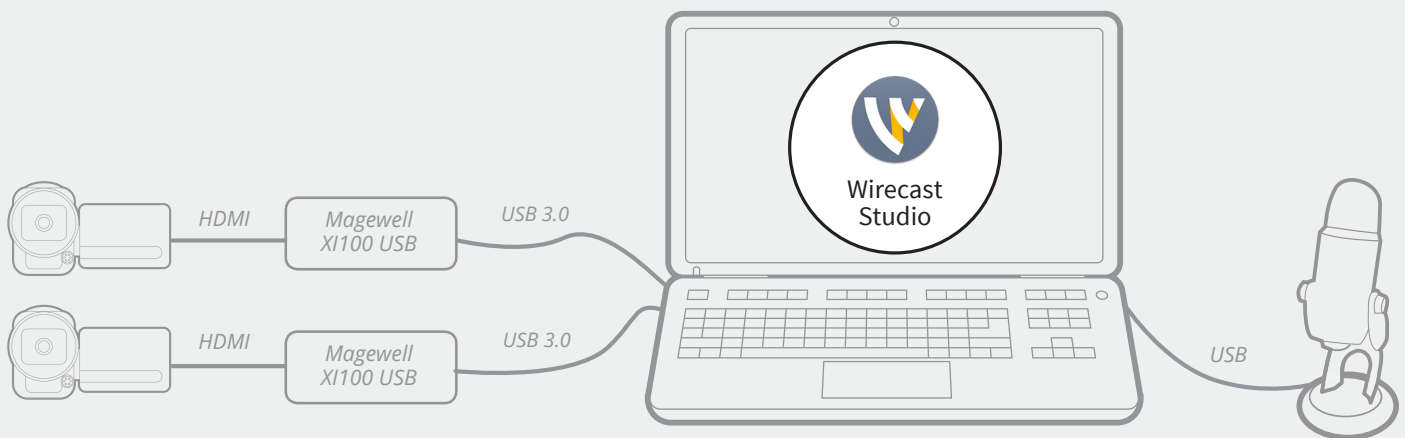 Wirecast
Studio
HDMI
Magewell
XI100 USB
USB 3.0
HDMI
Magewell
XI100 USB
USB 3.0
USB